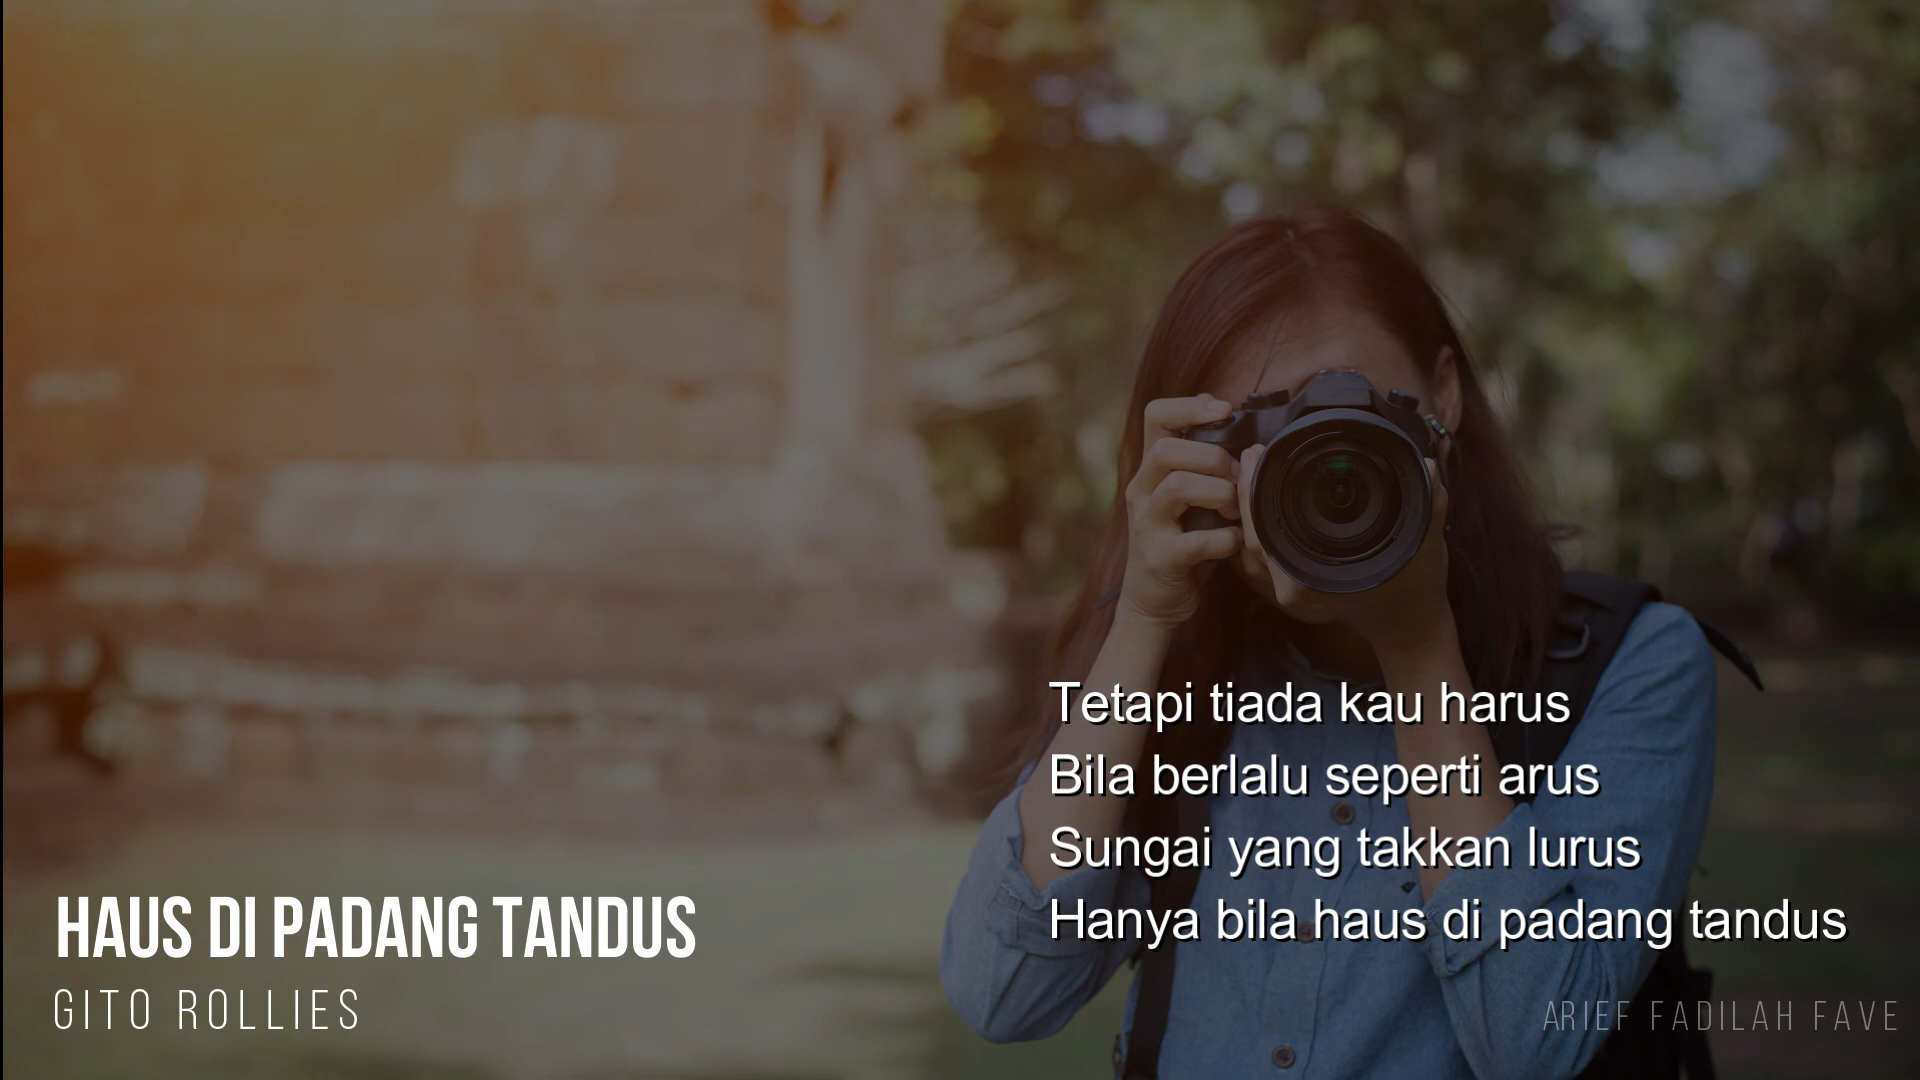 Tetapi tiada kau harus
Bila berlalu seperti arus
Sungai yang takkan lurus
Hanya bila haus di padang tandus
HAUS DI PADANG TANDUS
GITO ROLLIES
ARIEF FADILAH FAVE